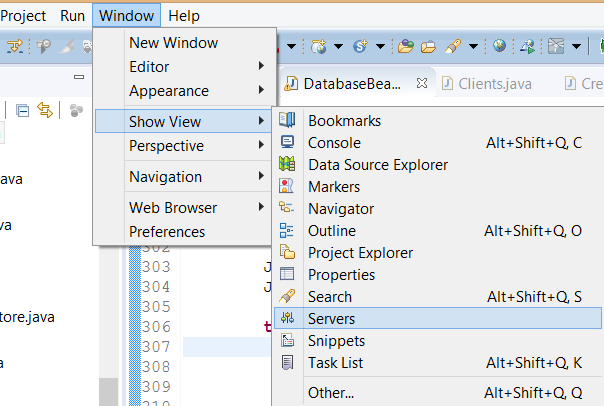 Project Run Window Help
New Window
Editor
Appearance
Show View
Perspective
Navigation
Web Browser
Preferences
DatabaseBea... Clients.java Cre
Bookmarks
Console Alt+Shift+Q, C
Data Source Explorer
Markers
Navigator
Outline Alt+Shift+Q, O
Project Explorer
Properties
Search Alt+Shift+Q, S
Servers
Snippets
Task List Alt+Shift+Q, K
Other... Alt+Shift+Q, Q
ava
va
tore.java
a
302
303 J
304 J
305
306 t
307
308
309
310